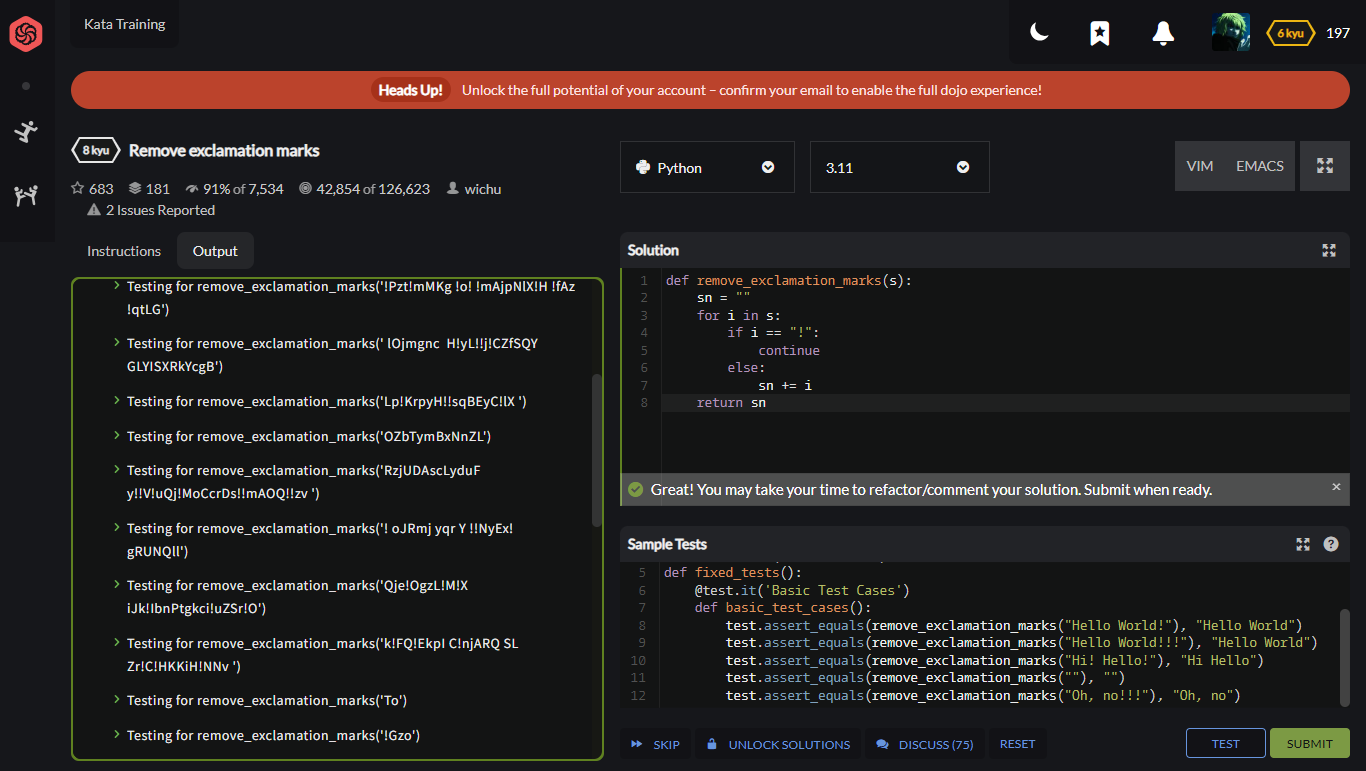 Kata Training
6 kyu
197
Heads Up! Unlock the full potential of your account – confirm your email to enable the full dojo experience!
8 kyu
Remove exclamation marks
683
181
91% of 7,534
42,854 of 126,623
wichu
2 Issues Reported
Instructions
Output
Testing for remove_exclamation_marks('!Pzt!mMKg !o! !mAjpNlX!H !fAz
!qtLG')
Testing for remove_exclamation_marks(' lOjmgnc  H!yL!!j!CZfSQY
GLYISXRkYcgB')
Testing for remove_exclamation_marks('Lp!KrpyH!!sqBEyC!lX ')
Testing for remove_exclamation_marks('OZbTymBxNnZL')
Testing for remove_exclamation_marks('RzjUDAscLyduF
y!!V!uQj!MoCcrDs!!mAOQ!!zv ')
Testing for remove_exclamation_marks('! oJRmj yqr Y !!NyEx!
gRUNQll')
Testing for remove_exclamation_marks('Qje!OgzL!M!X
iJk!IbnPtgkci!uZSr!O')
Testing for remove_exclamation_marks('k!FQ!EkpI C!njARQ SL
Zr!C!HKKiH!NNv ')
Testing for remove_exclamation_marks('To')
Testing for remove_exclamation_marks('!Gzo')
Python
3.11
VIM
EMACS
Solution
1 def remove_exclamation_marks(s):
2 sn = ""
3 for i in s:
4 if i == "!":
5 continue
6 else:
7 sn += i
8 return sn
Great! You may take your time to refactor/comment your solution. Submit when ready.
Sample Tests
5 def fixed_tests():
6 @test.it('Basic Test Cases')
7 def basic_test_cases():
8 test.assert_equals(remove_exclamation_marks("Hello World!"), "Hello World")
9 test.assert_equals(remove_exclamation_marks("Hello World!!!"), "Hello World")
10 test.assert_equals(remove_exclamation_marks("Hi! Hello!"), "Hi Hello")
11 test.assert_equals(remove_exclamation_marks(""), "")
12 test.assert_equals(remove_exclamation_marks("Oh, no!!!"), "Oh, no")
SKIP
UNLOCK SOLUTIONS
DISCUSS (75)
RESET
TEST
SUBMIT